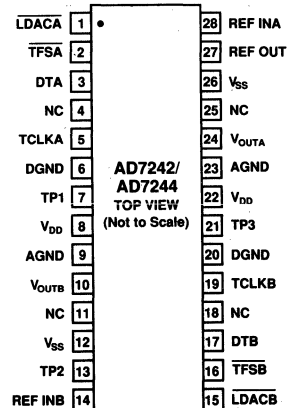 LDACA 1 28 REF INA
TFSA 2 27 REF OUT
DTA 3 26 VSS
NC 4 25 NC
TCLKA 5 24 VOUTA
DGND 6 23 AGND
TP1 7 22 VDD
VDD 8 21 TP3
AGND 9 20 DGND
VOUTB 10 19 TCLKB
NC 11 18 NC
VSS 12 17 DTB
TP2 13 16 TFSB
REF INB 14 15 LDACB
AD7242/
AD7244
TOP VIEW
(Not to Scale)